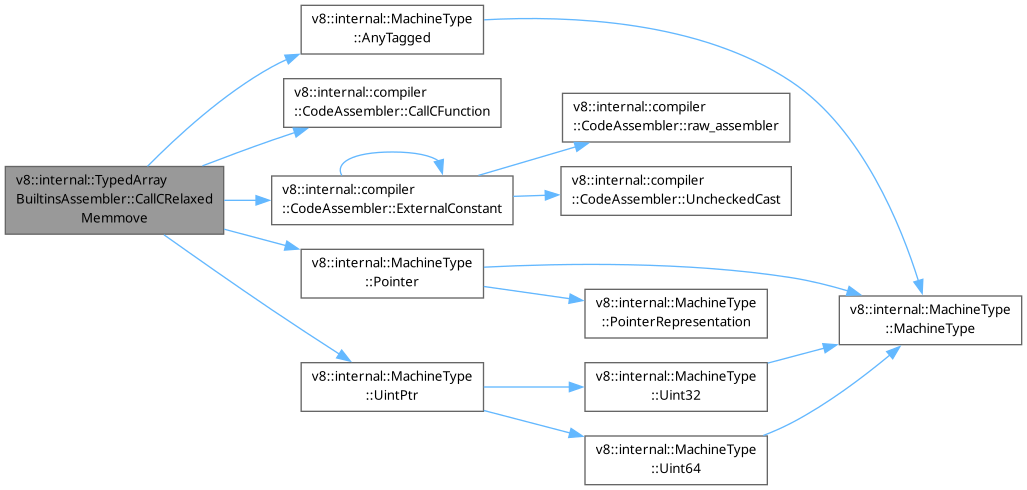 v8::internal::MachineType
::AnyTagged
v8::internal::compiler
::CodeAssembler::CallCFunction
v8::internal::compiler
::CodeAssembler::raw_assembler
v8::internal::TypedArray
BuiltinsAssembler::CallCRelaxed
Memmove
v8::internal::compiler
::CodeAssembler::ExternalConstant
v8::internal::compiler
::CodeAssembler::UncheckedCast
v8::internal::MachineType
::Pointer
v8::internal::MachineType
::PointerRepresentation
v8::internal::MachineType
::MachineType
v8::internal::MachineType
::UintPtr
v8::internal::MachineType
::Uint32
v8::internal::MachineType
::Uint64